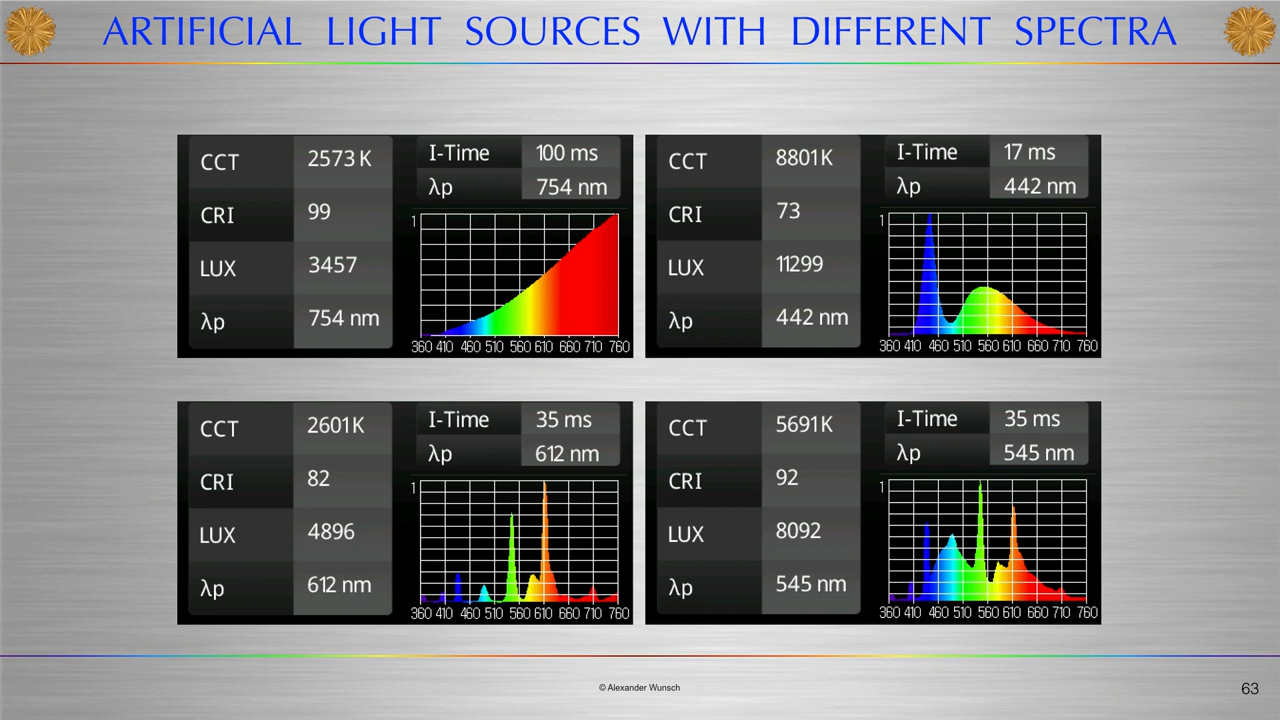 ARTIFICIAL LIGHT SOURCES WITH DIFFERENT SPECTRA
CCT 2573 K
CRI 99
LUX 3457
λp 754 nm
I-Time 100 ms
λp 754 nm
1
360 410 460 510 560 610 660 710 760
CCT 8801K
CRI 73
LUX 11299
λp 442 nm
I-Time 17 ms
λp 442 nm
1
360 410 460 510 560 610 660 710 760
CCT 2601K
CRI 82
LUX 4896
λp 612 nm
I-Time 35 ms
λp 612 nm
1
360 410 460 510 560 610 660 710 760
CCT 5691K
CRI 92
LUX 8092
λp 545 nm
I-Time 35 ms
λp 545 nm
1
360 410 460 510 560 610 660 710 760
© Alexander Wunsch
63